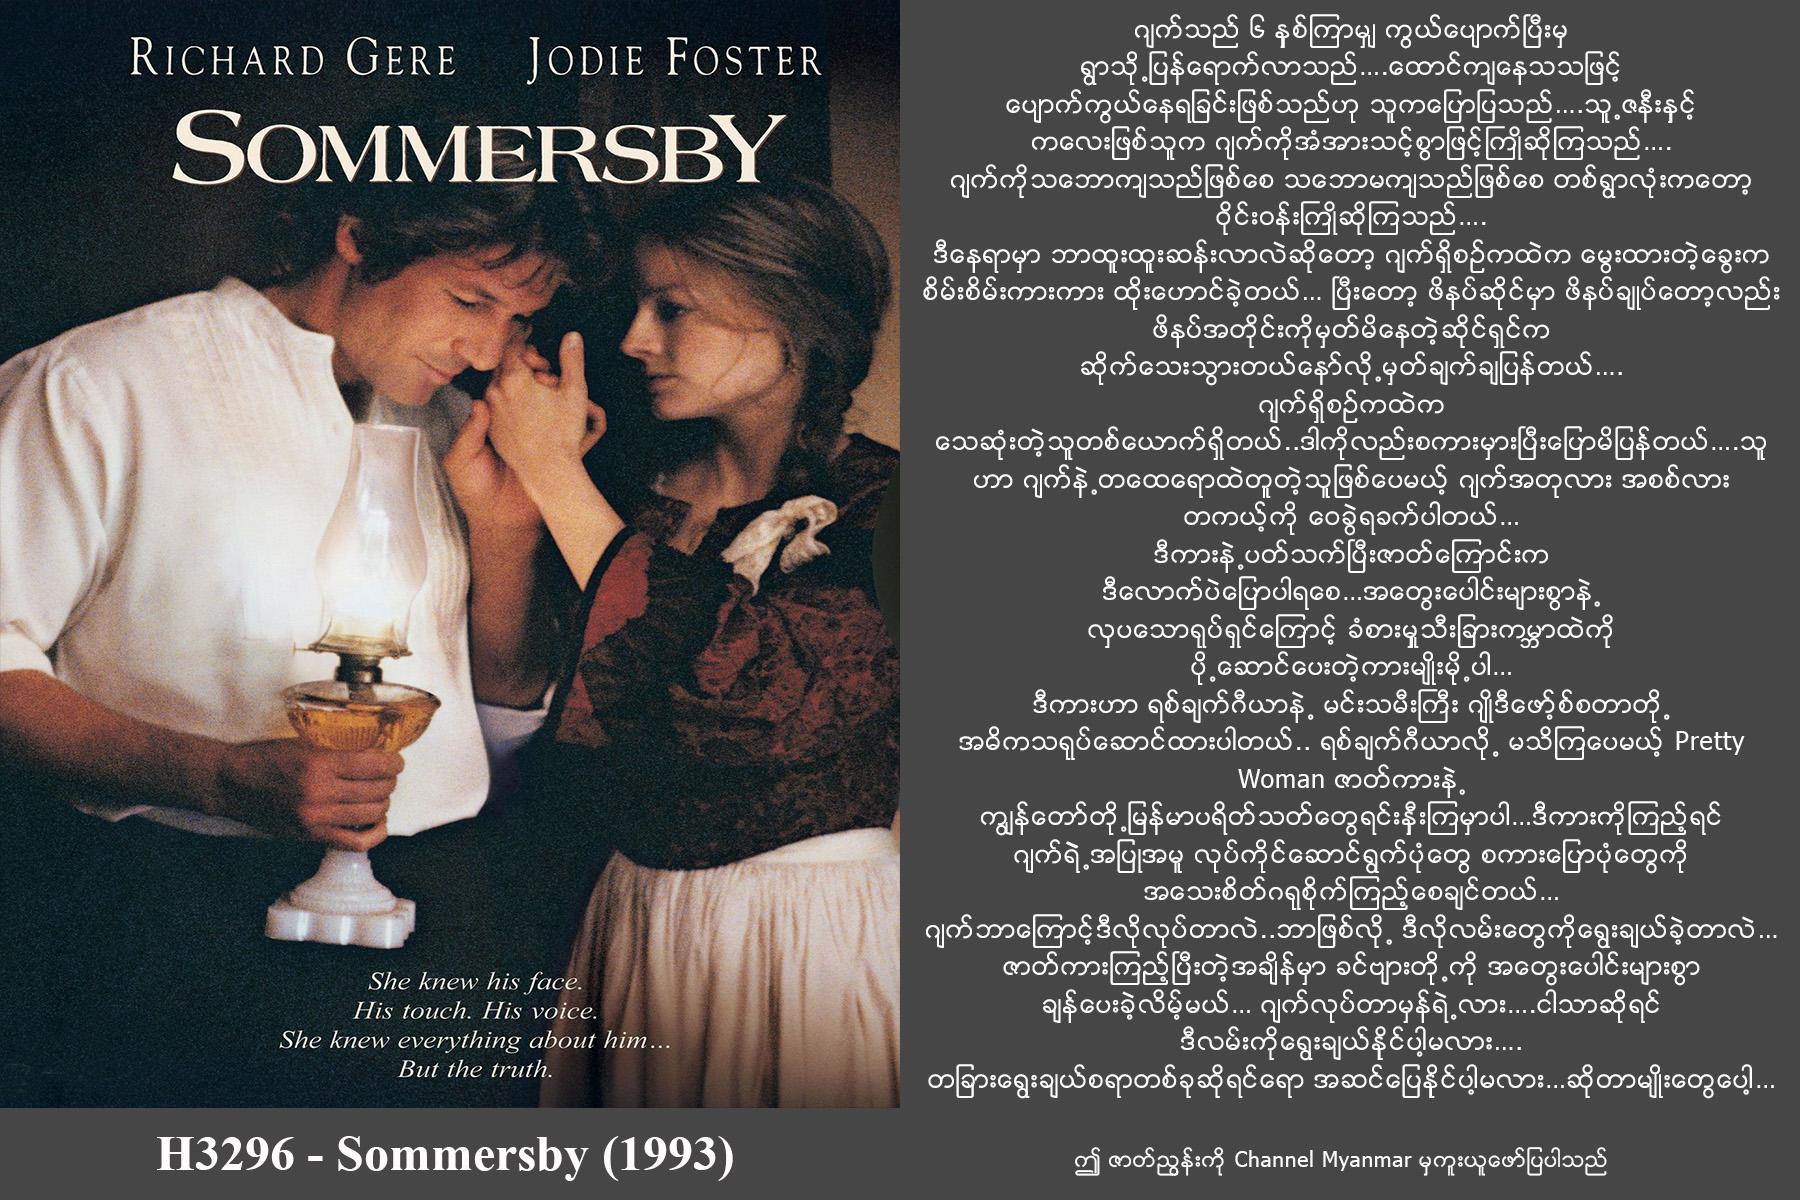 RICHARD GERE JODIE FOSTER
SOMMERSBY
She knew his face.
His touch. His voice.
She knew everything about him...
But the truth.
H3296 - Sommersby (1993)
ဂျက်သည် ၆ နှစ်ကြာမျှ ကွယ်ပျောက်ပြီးမှ
ရွာသို့ပြန်ရောက်လာသည်....ထောင်ကျနေသသဖြင့်
ပျောက်ကွယ်နေရခြင်းဖြစ်သည်ဟု သူကပြောပြသည်....သူ့ဇနီးနှင့်
ကလေးဖြစ်သူက ဂျက်ကိုအံအားသင့်စွာဖြင့်ကြိုဆိုကြသည်....
ဂျက်ကိုသဘောကျသည်ဖြစ်စေ သဘောမကျသည်ဖြစ်စေ တစ်ရွာလုံးကတော့
ဝိုင်းဝန်းကြိုဆိုကြသည်....
ဒီနေရာမှာ ဘာထူးထူးဆန်းလာလဲဆိုတော့ ဂျက်ရှိစဉ်ကထဲက မွေးထားတဲ့ခွေးက
စိမ်းစိမ်းကားကား ထိုးဟောင်ခဲ့တယ်... ပြီးတော့ ဖိနပ်ဆိုင်မှာ ဖိနပ်ချုပ်တော့လည်း
ဖိနပ်အတိုင်းကိုမှတ်မိနေတဲ့ဆိုင်ရှင်က
ဆိုက်သေးသွားတယ်နော်လို့မှတ်ချက်ချပြန်တယ်....
ဂျက်ရှိစဉ်ကထဲက
သေဆုံးတဲ့သူတစ်ယောက်ရှိတယ်..ဒါကိုလည်းစကားမှားပြီးပြောမိပြန်တယ်....သူ
ဟာ ဂျက်နဲ့တထေရောထဲတူတဲ့သူဖြစ်ပေမယ့် ဂျက်အတုလား အစစ်လား
တကယ့်ကို ဝေခွဲရခက်ပါတယ်...
ဒီကားနဲ့ပတ်သက်ပြီးဇာတ်ကြောင်းက
ဒီလောက်ပဲပြောပါရစေ...အတွေးပေါင်းများစွာနဲ့
လှပသောရုပ်ရှင်ကြောင့် ခံစားမှုသီးခြားကမ္ဘာထဲကို
ပို့ဆောင်ပေးတဲ့ကားမျိုးမို့ပါ...
ဒီကားဟာ ရစ်ချက်ဂီယာနဲ့ မင်းသမီးကြီး ဂျိုဒီဖော့်စ်စတာတို့
အဓိကသရုပ်ဆောင်ထားပါတယ်.. ရစ်ချက်ဂီယာလို့ မသိကြပေမယ့် Pretty
Woman ဇာတ်ကားနဲ့
ကျွန်တော်တို့မြန်မာပရိတ်သတ်တွေရင်းနှီးကြမှာပါ...ဒီကားကိုကြည့်ရင်
ဂျက်ရဲ့အပြုအမူ လုပ်ကိုင်ဆောင်ရွက်ပုံတွေ စကားပြောပုံတွေကို
အသေးစိတ်ဂရုစိုက်ကြည့်စေချင်တယ်...
ဂျက်ဘာကြောင့်ဒီလိုလုပ်တာလဲ..ဘာဖြစ်လို့ ဒီလိုလမ်းတွေကိုရွေးချယ်ခဲ့တာလဲ...
ဇာတ်ကားကြည့်ပြီးတဲ့အချိန်မှာ ခင်ဗျားတို့ကို အတွေးပေါင်းများစွာ
ချန်ပေးခဲ့လိမ့်မယ်... ဂျက်လုပ်တာမှန်ရဲ့လား....ငါသာဆိုရင်
ဒီလမ်းကိုရွေးချယ်နိုင်ပါ့မလား....
တခြားရွေးချယ်စရာတစ်ခုဆိုရင်ရော အဆင်ပြေနိုင်ပါ့မလား...ဆိုတာမျိုးတွေပေါ့...
ဤ ဇာတ်ညွှန်းကို Channel Myanmar မှကူးယူဖော်ပြပါသည်